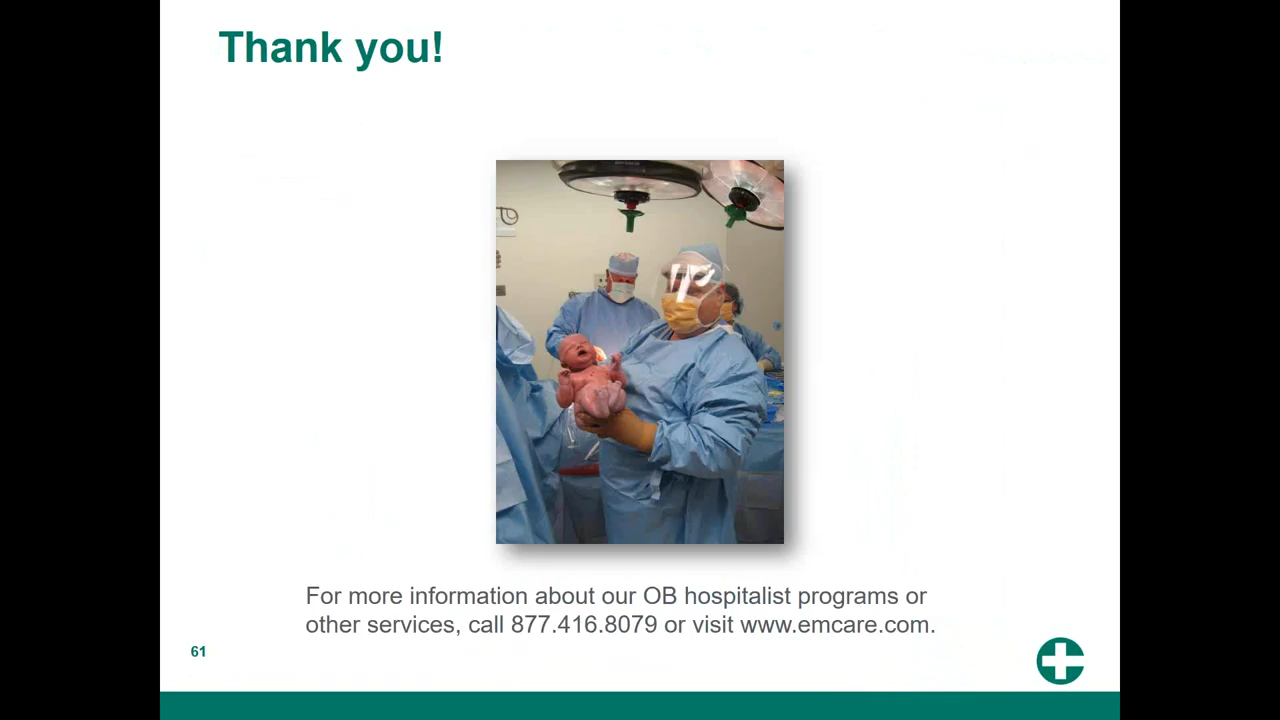 Thank you!
For more information about our OB hospitalist programs or
other services, call 877.416.8079 or visit www.emcare.com.
61